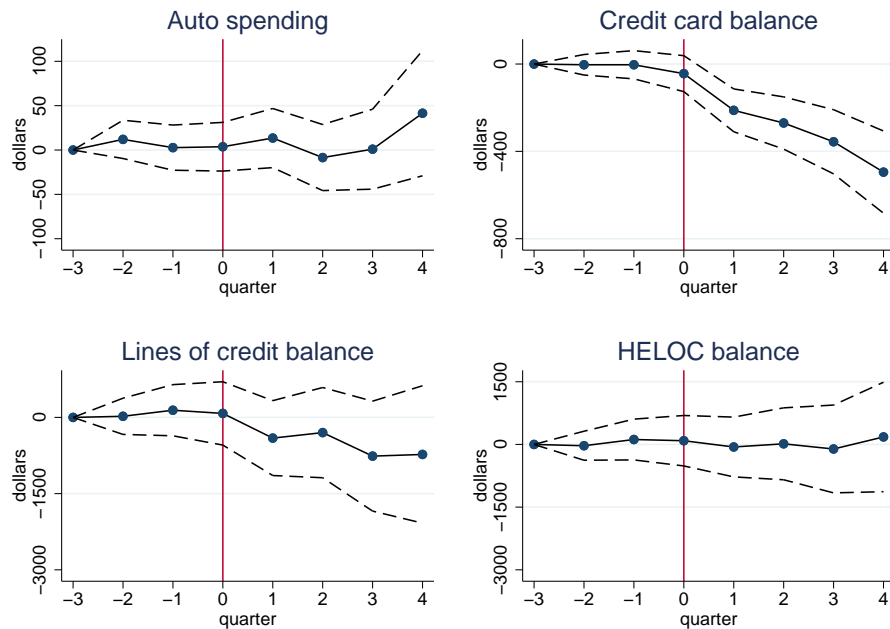 Auto spending
dollars
100
50
0
−50
−100
−3 −2 −1 0 1 2 3 4
quarter
Credit card balance
dollars
0
−400
−800
−3 −2 −1 0 1 2 3 4
quarter
Lines of credit balance
dollars
0
−1500
−3000
−3 −2 −1 0 1 2 3 4
quarter
HELOC balance
dollars
1500
0
−1500
−3000
−3 −2 −1 0 1 2 3 4
quarter